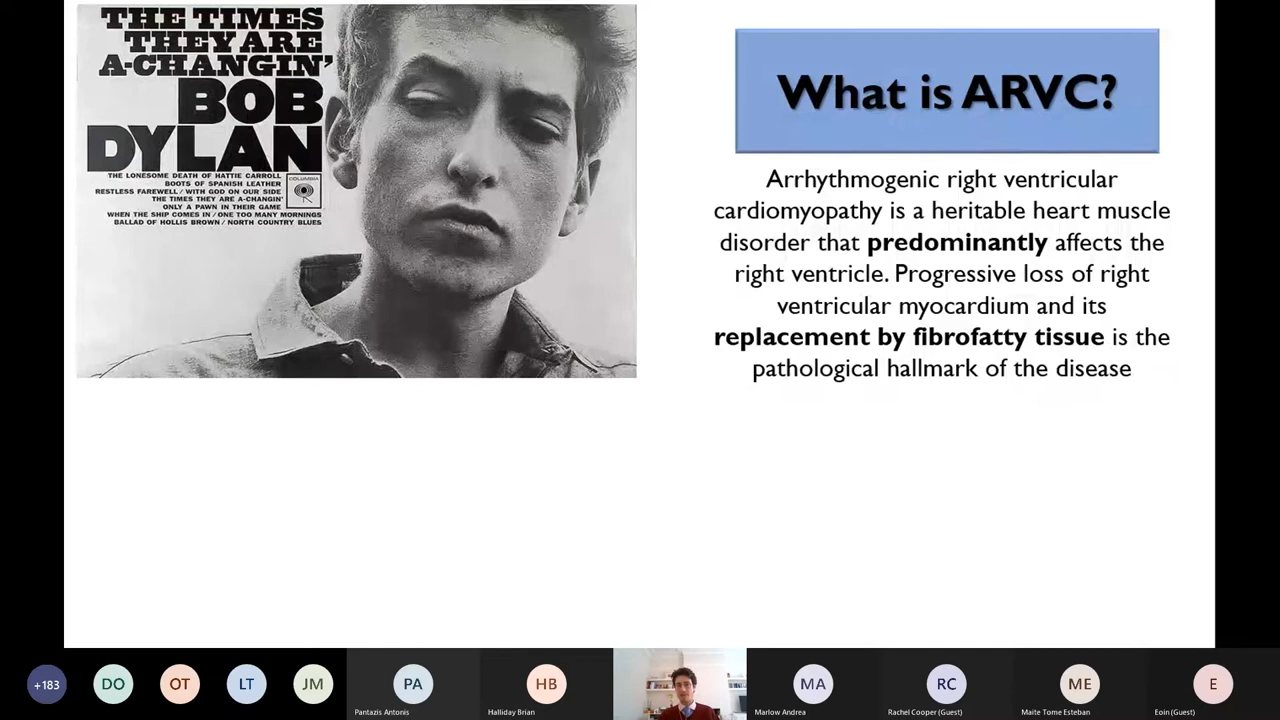 THE TIMES
THEY ARE
A-CHANGIN'
BOB
DYLAN
THE LONESOME DEATH OF HATTIE CARROLL
BOOTS OF SPANISH LEATHER
RESTLESS FAREWELL / WITH GOD ON OUR SIDE
THE TIMES THEY ARE A-CHANGIN'
ONLY A PAWN IN THEIR GAME
WHEN THE SHIP COMES IN / ONE TOO MANY MORNINGS
BALLAD OF HOLLIS BROWN / NORTH COUNTRY BLUES
COLUMBIA
What is ARVC?
Arrhythmogenic right ventricular
cardiomyopathy is a heritable heart muscle
disorder that predominantly affects the
right ventricle. Progressive loss of right
ventricular myocardium and its
replacement by fibrofatty tissue is the
pathological hallmark of the disease
+183
DO
OT
LT
JM
PA
Pantazis Antonis
HB
Halliday Brian
MA
Marlow Andrea
RC
Rachel Cooper (Guest)
ME
Maite Tome Esteban
E
Eoin (Guest)